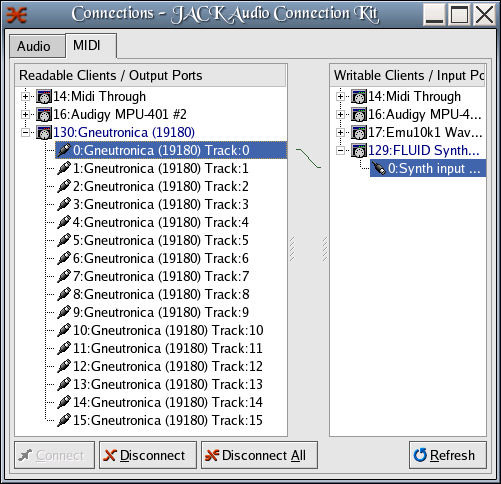 Connections - JACK Audio Connection Kit
Audio
MIDI
Readable Clients / Output Ports
14:Midi Through
16:Audigy MPU-401 #2
130:Gneutronica (19180)
0:Gneutronica (19180) Track:0
1:Gneutronica (19180) Track:1
2:Gneutronica (19180) Track:2
3:Gneutronica (19180) Track:3
4:Gneutronica (19180) Track:4
5:Gneutronica (19180) Track:5
6:Gneutronica (19180) Track:6
7:Gneutronica (19180) Track:7
8:Gneutronica (19180) Track:8
9:Gneutronica (19180) Track:9
10:Gneutronica (19180) Track:10
11:Gneutronica (19180) Track:11
12:Gneutronica (19180) Track:12
13:Gneutronica (19180) Track:13
14:Gneutronica (19180) Track:14
15:Gneutronica (19180) Track:15
Writable Clients / Input Po
14:Midi Through
16:Audigy MPU-4...
17:Emu10k1 Wav...
129:FLUID Synth...
0:Synth input ...
Connect
Disconnect
Disconnect All
Refresh